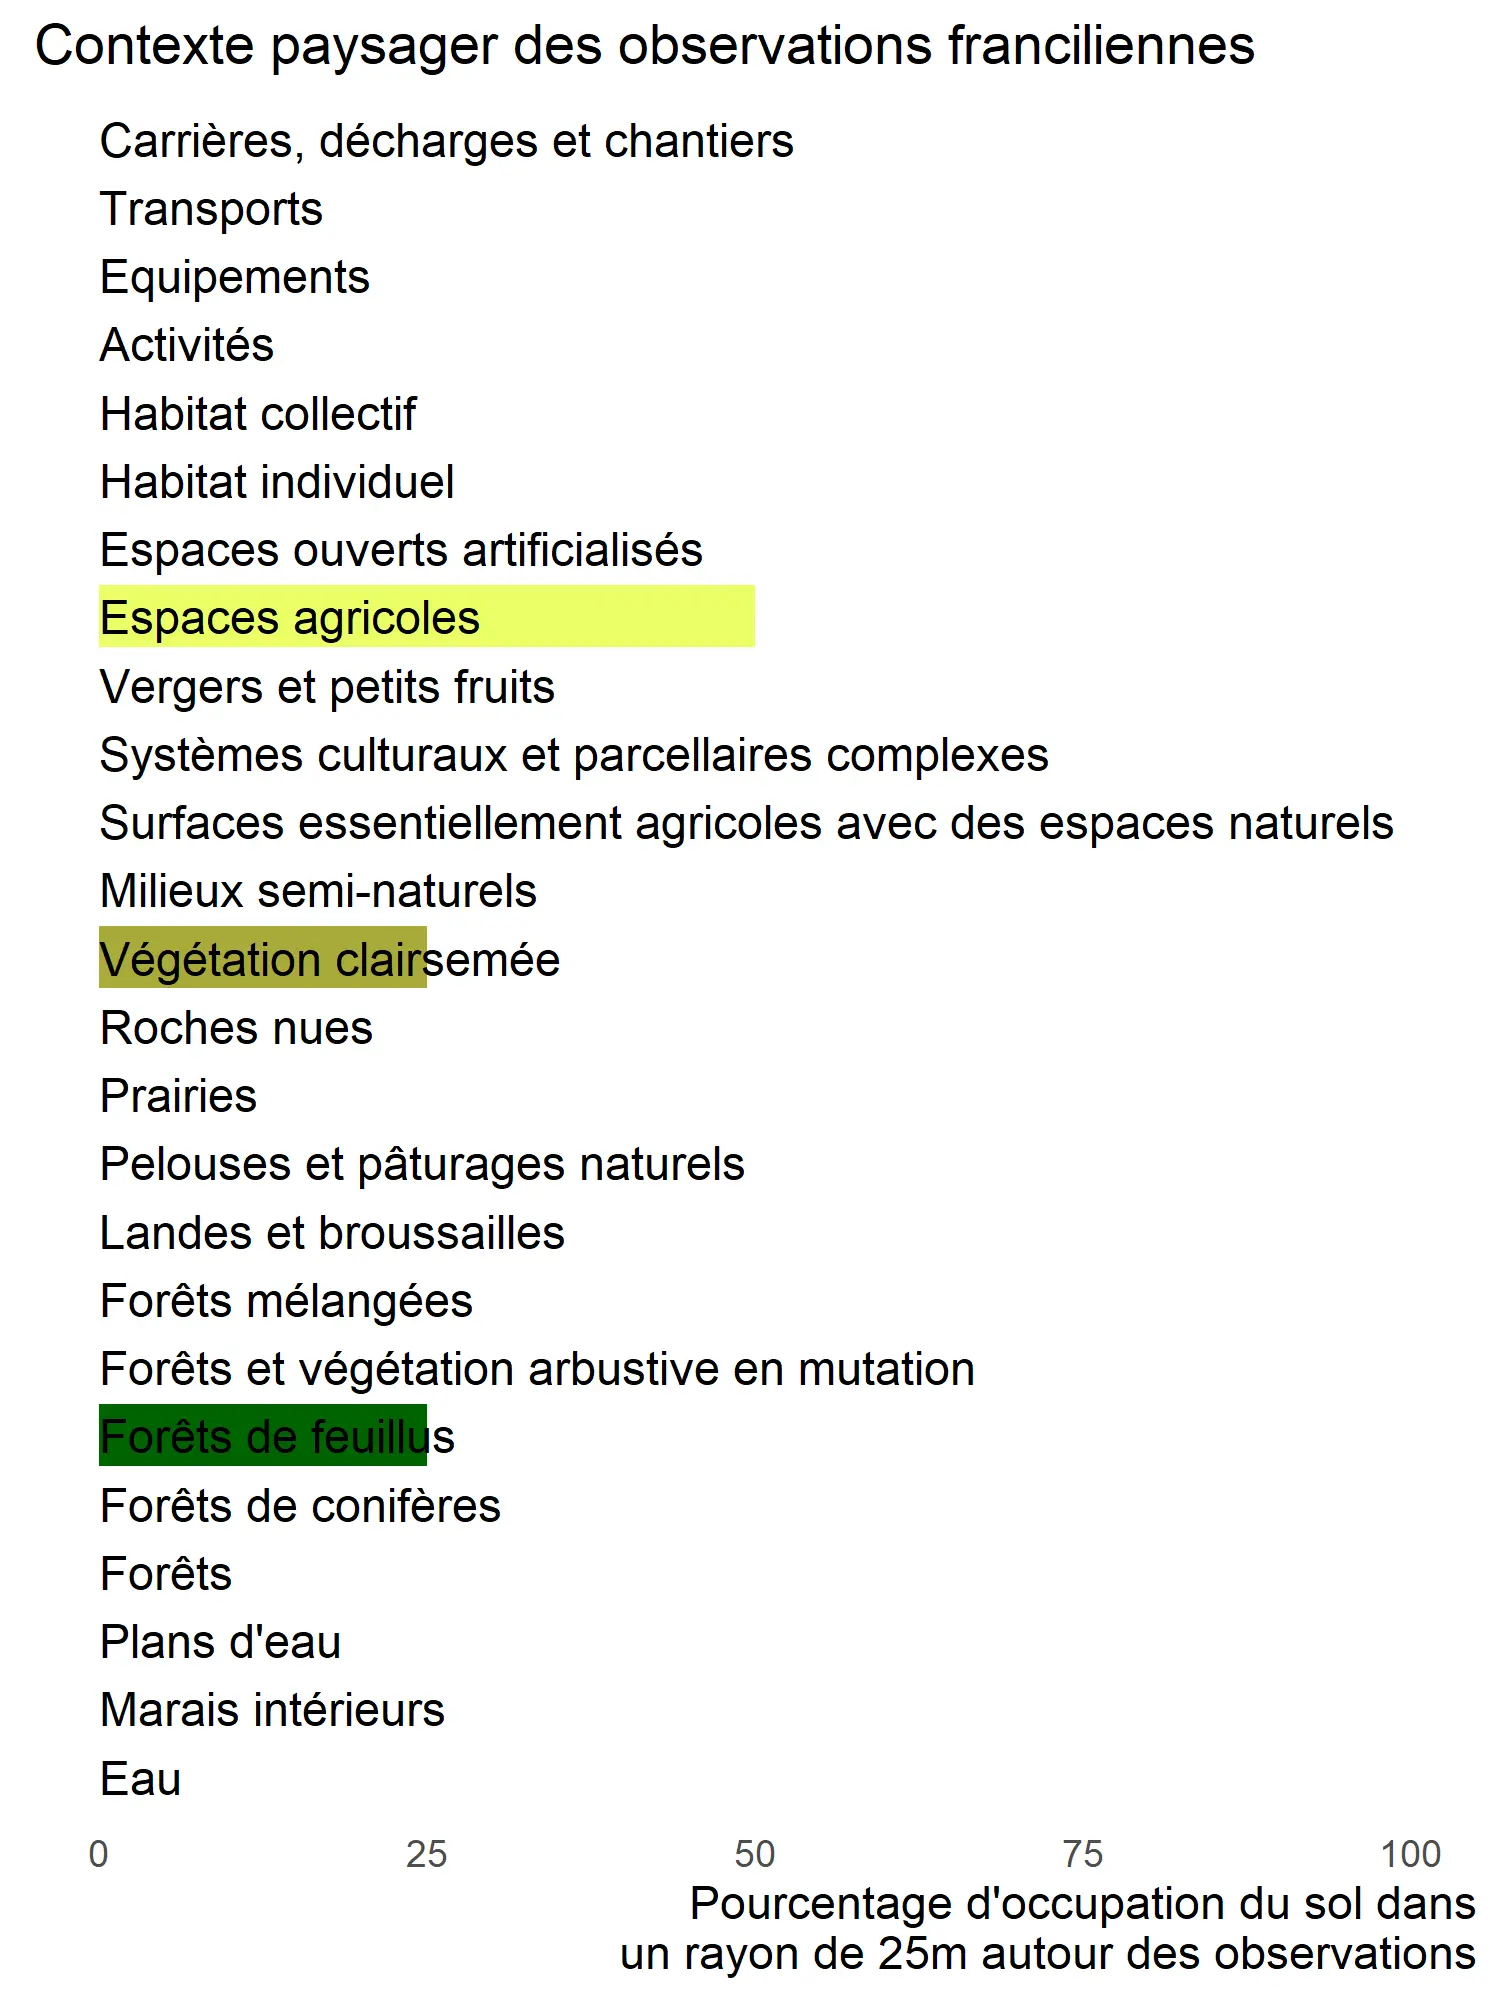 Contexte paysager des observations franciliennes
Carrières, décharges et chantiers
Transports
Equipements
Activités
Habitat collectif
Habitat individuel
Espaces ouverts artificialisés
Espaces agricoles
Vergers et petits fruits
Systèmes culturaux et parcellaires complexes
Surfaces essentiellement agricoles avec des espaces naturels
Milieux semi-naturels
Végétation clairsemée
Roches nues
Prairies
Pelouses et pâturages naturels
Landes et broussailles
Forêts mélangées
Forêts et végétation arbustive en mutation
Forêts de feuillus
Forêts de conifères
Forêts
Plans d'eau
Marais intérieurs
Eau
0 25 50 75 100
Pourcentage d'occupation du sol dans
un rayon de 25m autour des observations